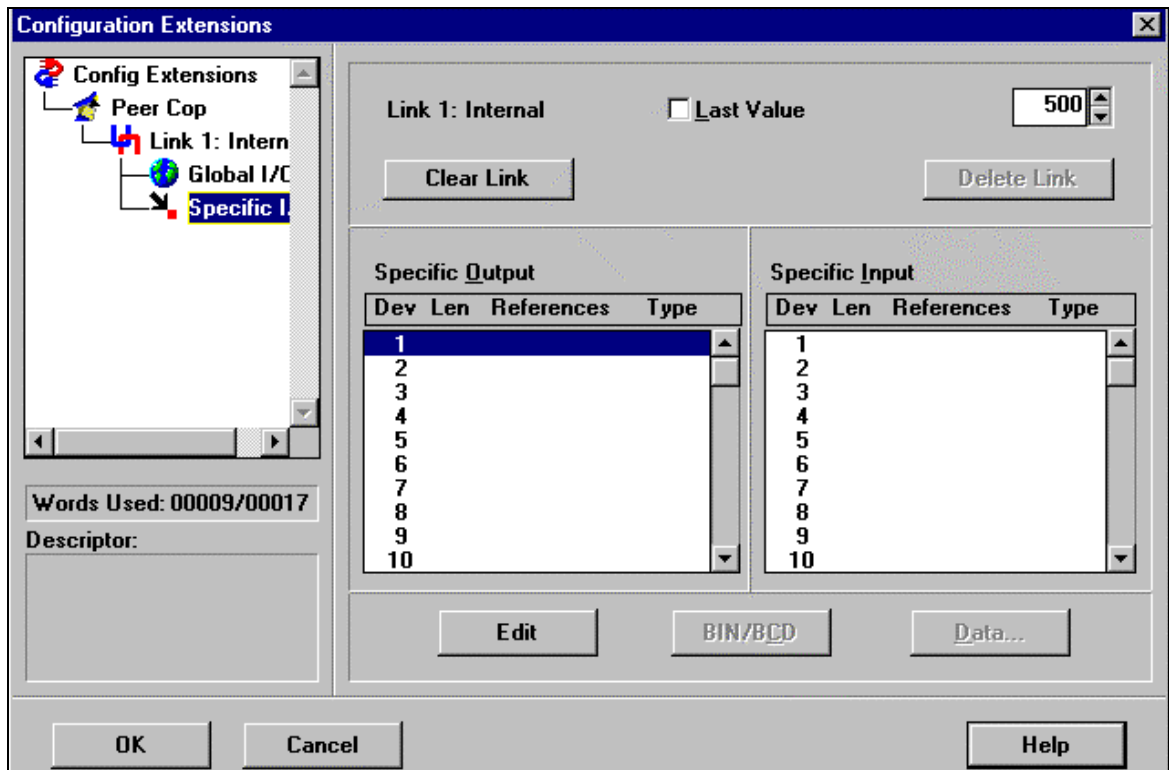 Configuration Extensions
Config Extensions
Peer Cop
Link 1: Intern
Global I/O
Specific I.
Words Used: 00009/00017
Descriptor:
Link 1: Internal
Last Value
500
Clear Link
Delete Link
Specific Output
Dev Len References Type
1
2
3
4
5
6
7
8
9
10
Specific Input
Dev Len References Type
1
2
3
4
5
6
7
8
9
10
Edit
BIN/BCD
Data...
OK
Cancel
Help